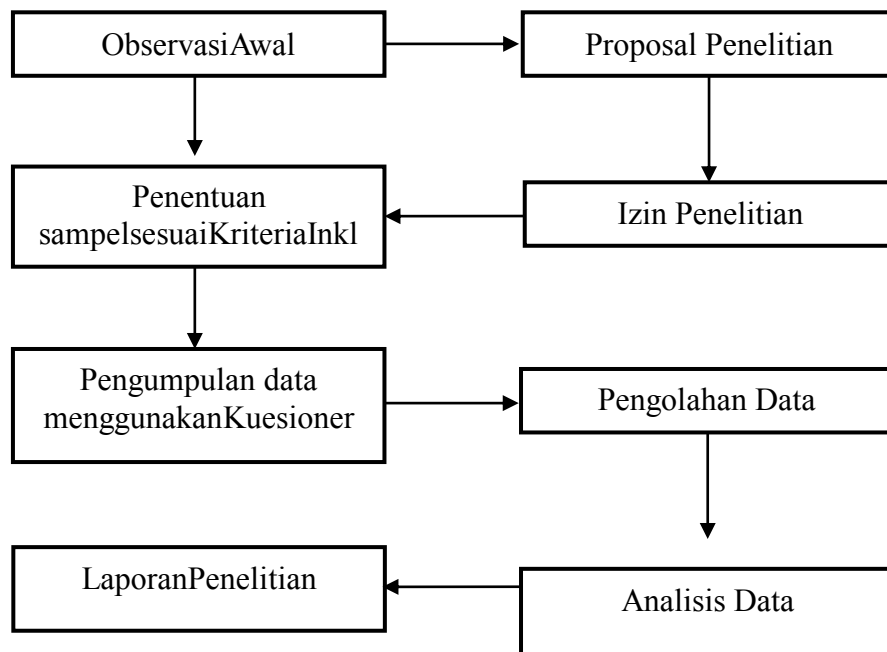 ObservasiAwal
Proposal Penelitian
Penentuan
sampelsesuaiKriteriaInkl
Izin Penelitian
Pengumpulan data
menggunakanKuesioner
Pengolahan Data
LaporanPenelitian
Analisis Data